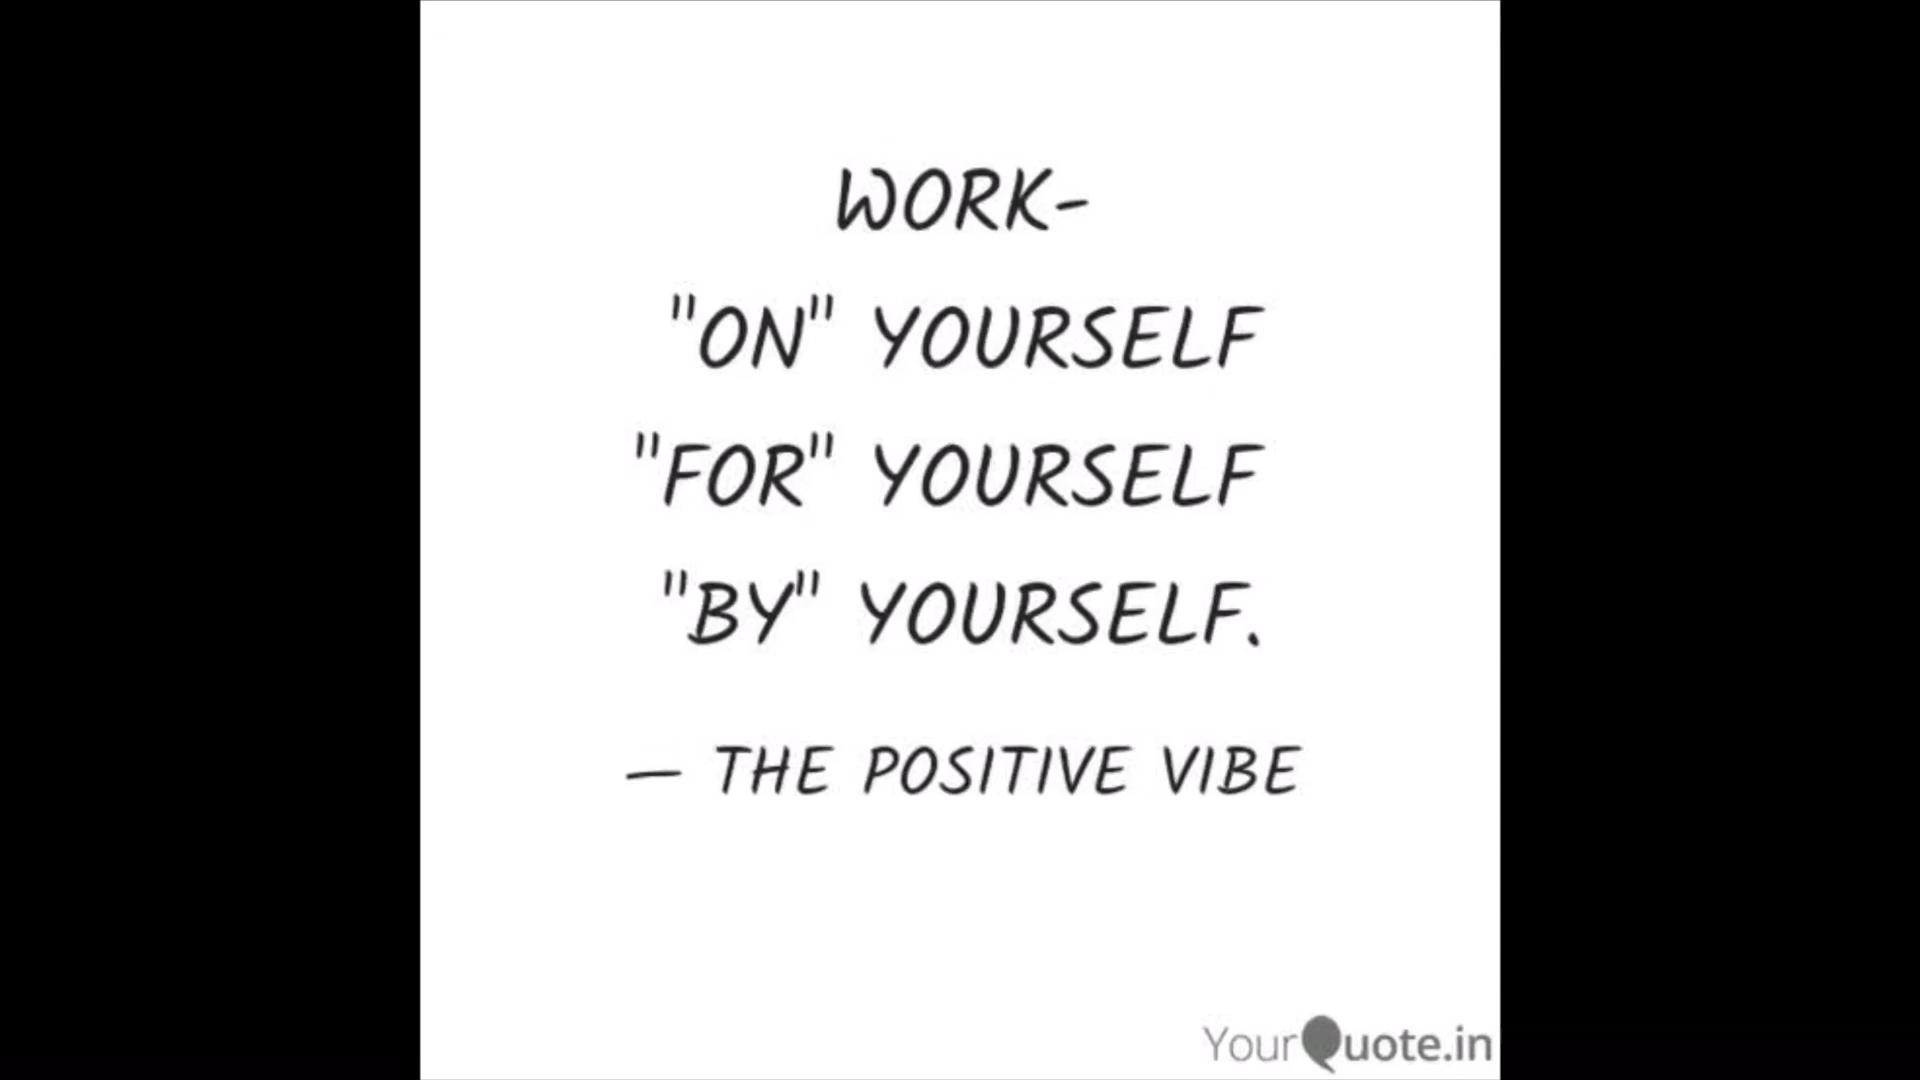 WORK-
"ON" YOURSELF
"FOR" YOURSELF
"BY" YOURSELF.
— THE POSITIVE VIBE
YourQuote.in